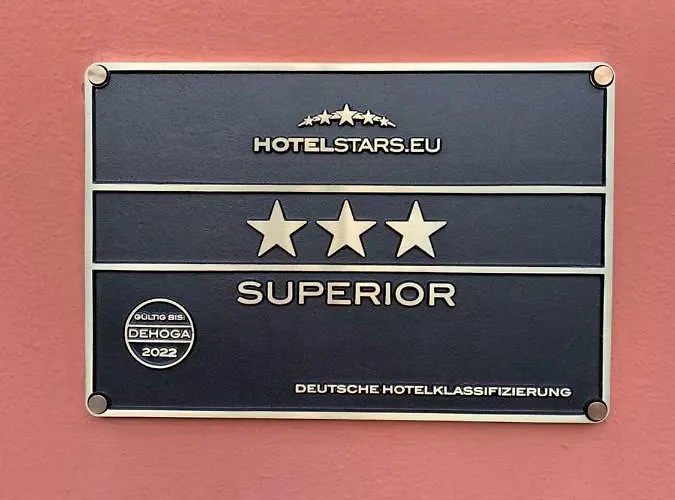 HOTELSTARS.EU
SUPERIOR
GÜLTIG BIS:
DEHOGA
2022
DEUTSCHE HOTELKLASSIFIZIERUNG